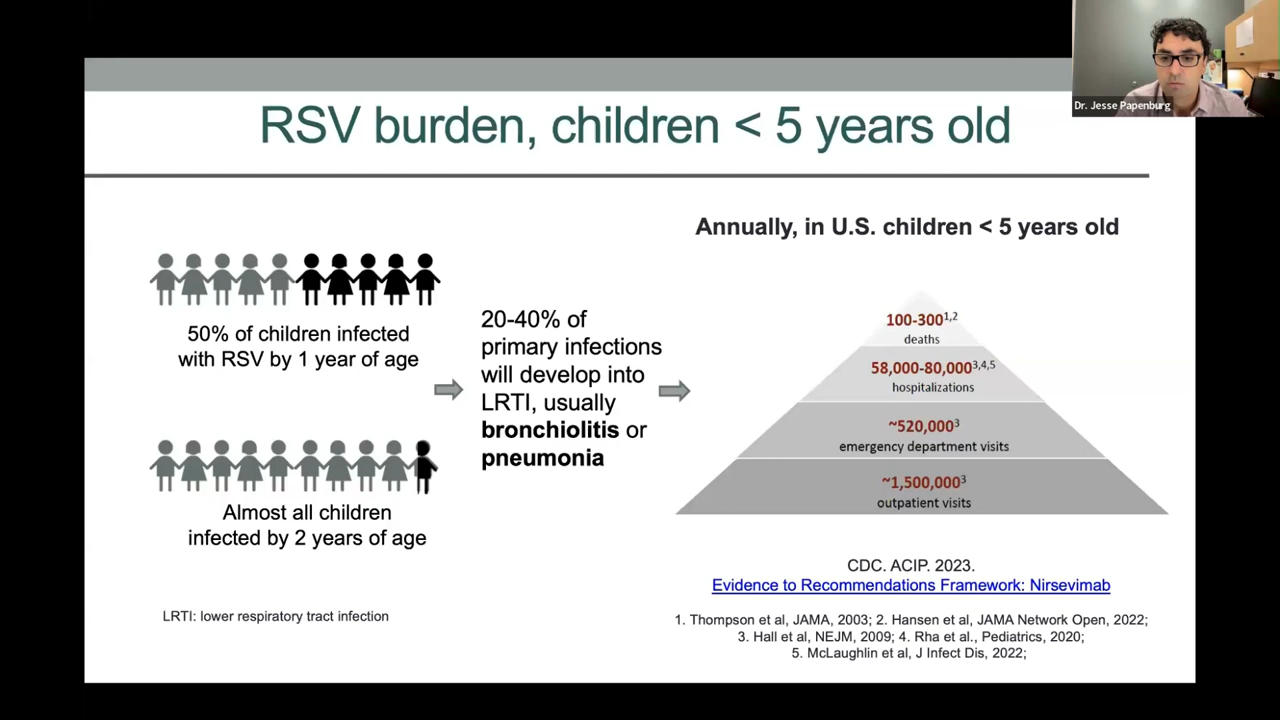 Dr. Jesse Papenburg
RSV burden, children < 5 years old
50% of children infected
with RSV by 1 year of age
Almost all children
infected by 2 years of age
LRTI: lower respiratory tract infection
20-40% of
primary infections
will develop into
LRTI, usually
bronchiolitis or
pneumonia
Annually, in U.S. children < 5 years old
100-300¹,²
deaths
58,000-80,000³,⁴,⁵
hospitalizations
~520,000³
emergency department visits
~1,500,000³
outpatient visits
CDC. ACIP. 2023.
Evidence to Recommendations Framework: Nirsevimab
1. Thompson et al, JAMA, 2003; 2. Hansen et al, JAMA Network Open, 2022;
3. Hall et al, NEJM, 2009; 4. Rha et al., Pediatrics, 2020;
5. McLaughlin et al, J Infect Dis, 2022;